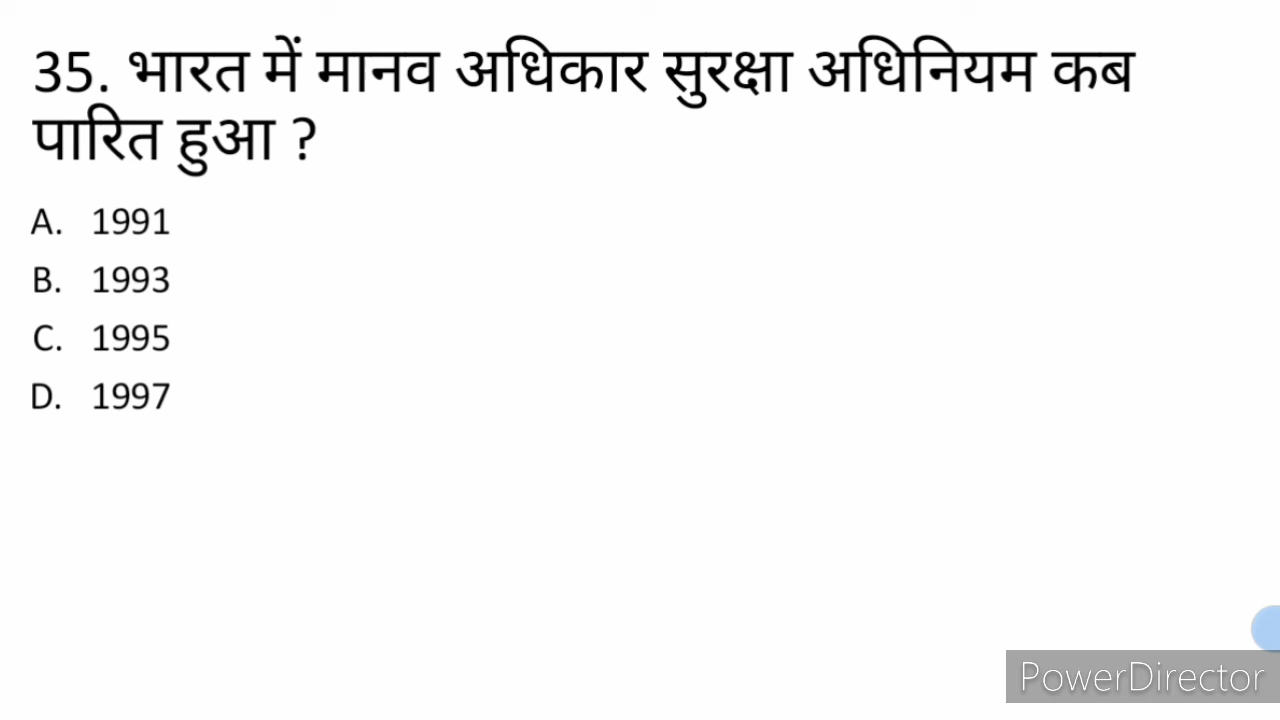 35. भारत में मानव अधिकार सुरक्षा अधिनियम कब
पारित हुआ ?
A. 1991
B. 1993
C. 1995
D. 1997
PowerDirector